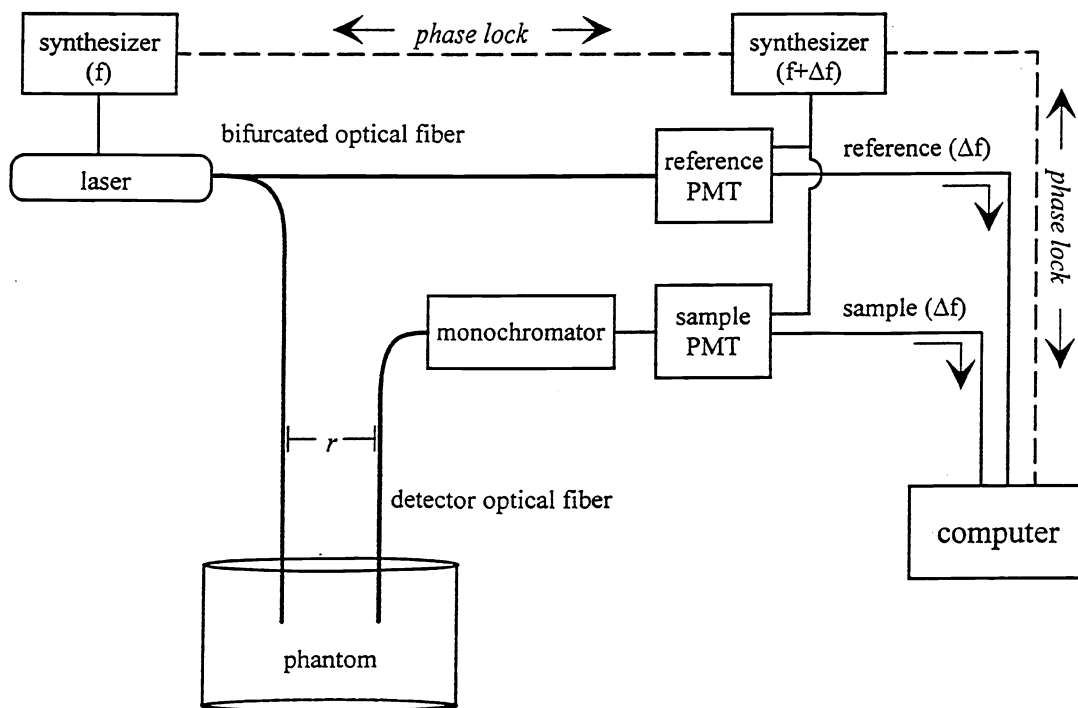 synthesizer
(f)
phase lock
synthesizer
(f+Δf)
bifurcated optical fiber
laser
reference
PMT
reference (Δf)
phase lock
monochromator
sample
PMT
sample (Δf)
r
detector optical fiber
computer
phantom